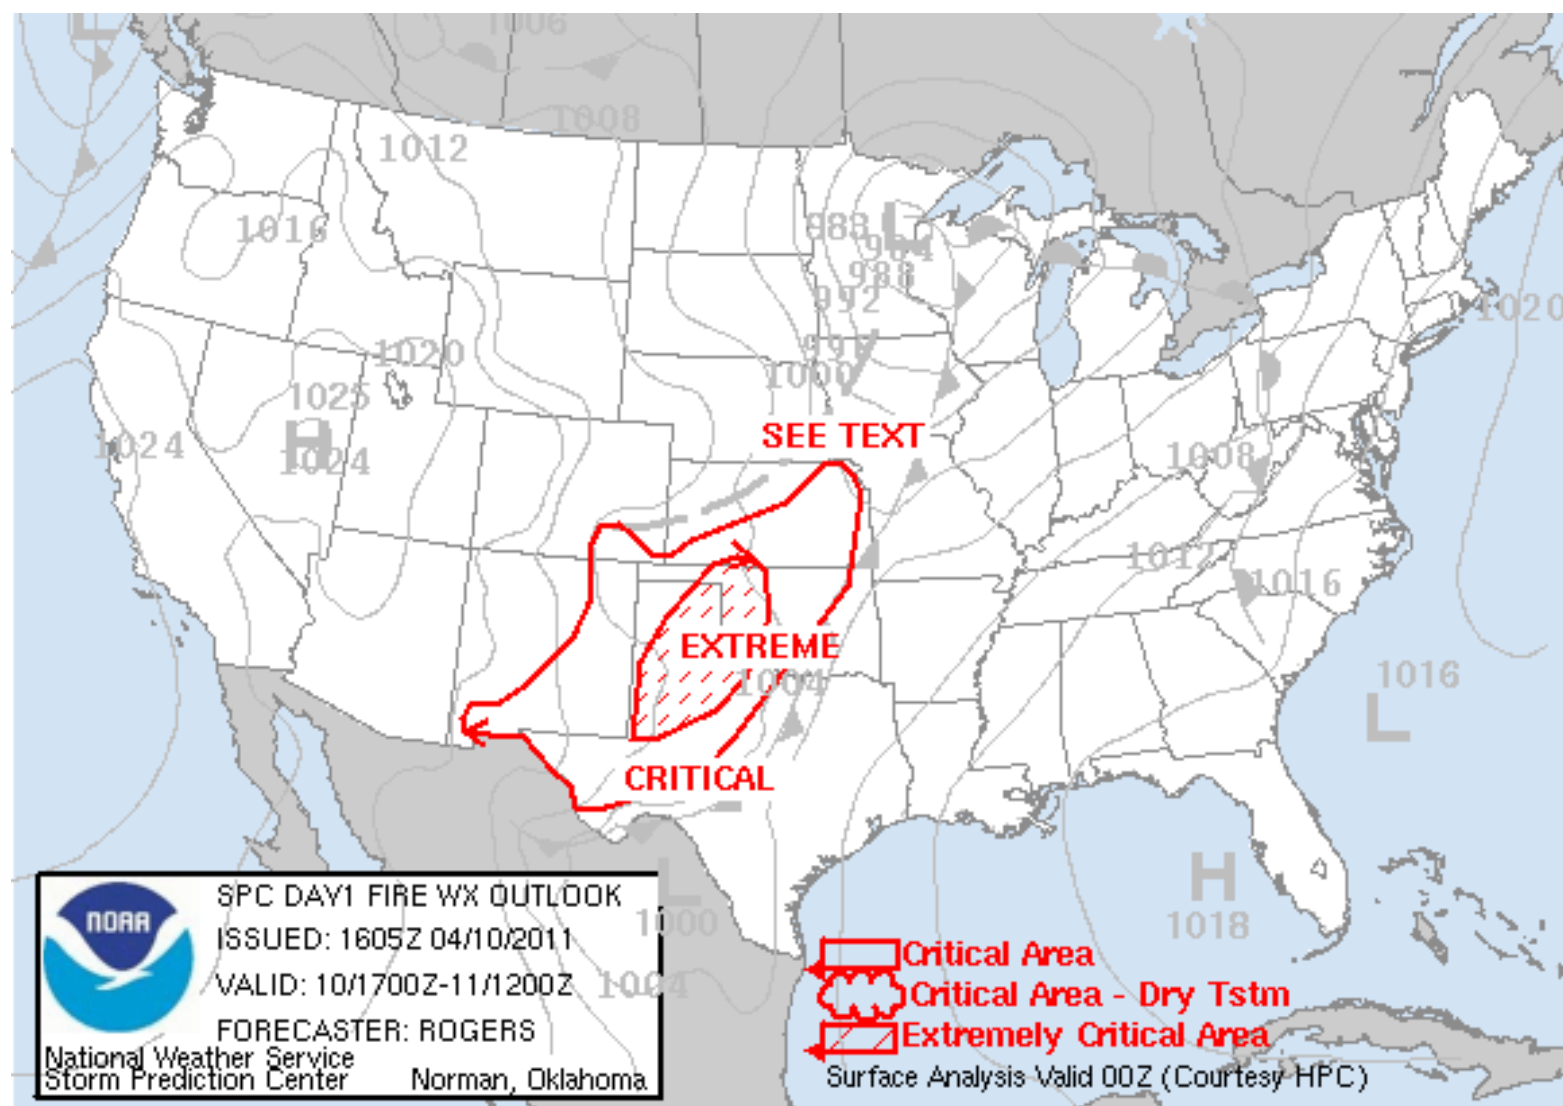 1006
1008
1012
1016
983
984
988
992
1020
1020
1000
1025
1024
1024
SEE TEXT
1008
1012
1016
EXTREME
1004
1016
L
CRITICAL
H
1018
L
1000
1004
NOAA
SPC DAY1 FIRE WX OUTLOOK
ISSUED: 1605Z 04/10/2011
VALID: 10/1700Z-11/1200Z
FORECASTER: ROGERS
National Weather Service
Storm Prediction Center Norman, Oklahoma
Critical Area
Critical Area - Dry Tstm
Extremely Critical Area
Surface Analysis Valid 00Z (Courtesy HPC)